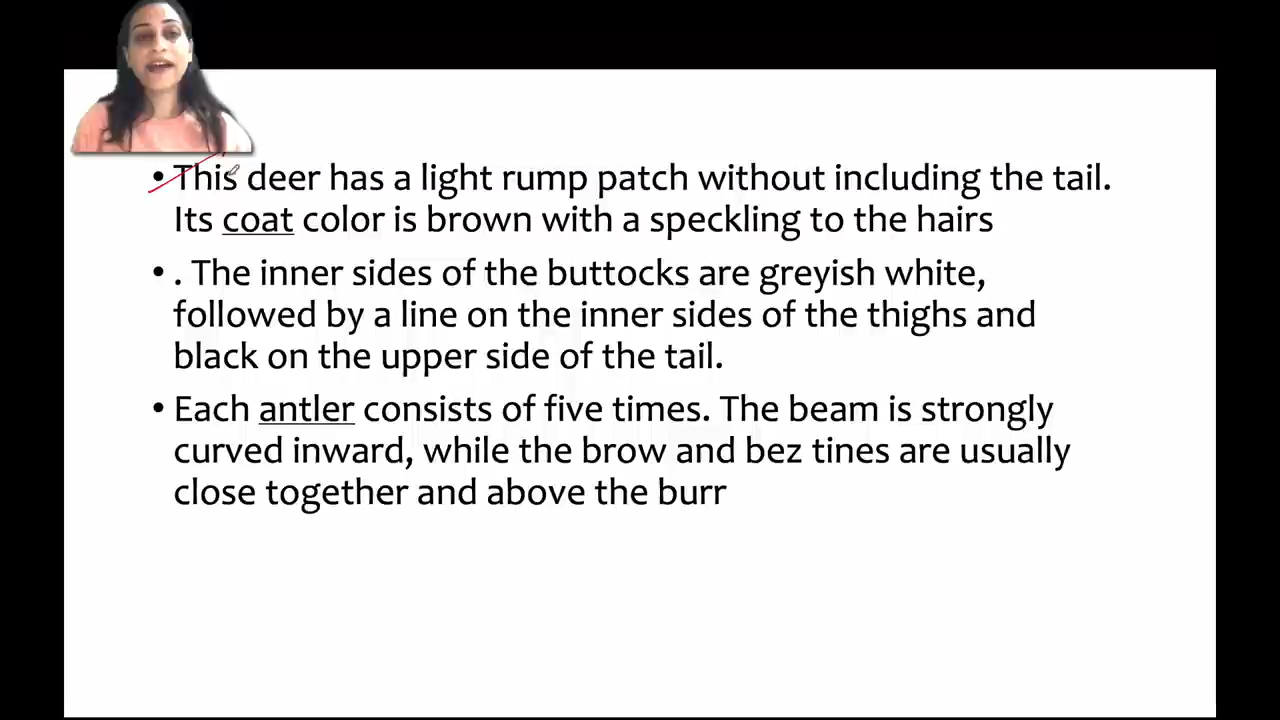 • This deer has a light rump patch without including the tail.
Its coat color is brown with a speckling to the hairs
• . The inner sides of the buttocks are greyish white,
followed by a line on the inner sides of the thighs and
black on the upper side of the tail.
• Each antler consists of five times. The beam is strongly
curved inward, while the brow and bez tines are usually
close together and above the burr